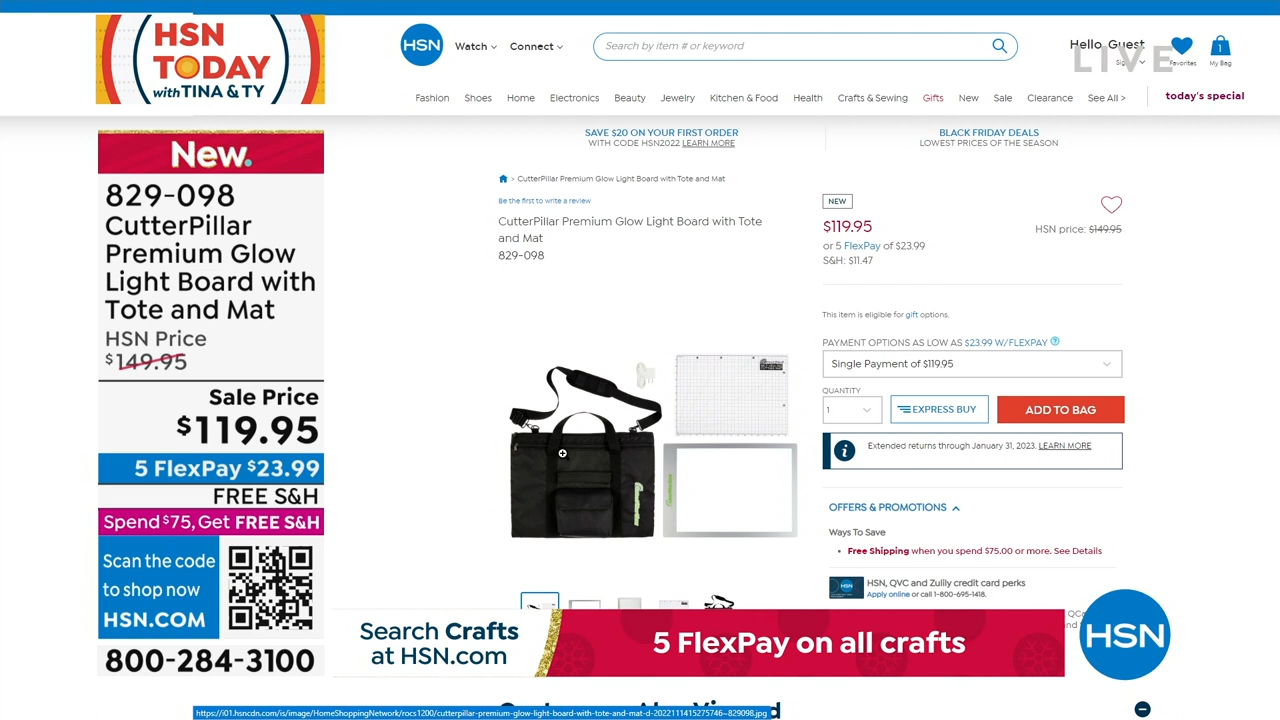 HSN
TODAY
with TINA & TY
HSN
Watch
Connect
Search by item # or keyword
Hello, Guest
LIVE
Favorites
1
My Bag
Fashion
Shoes
Home
Electronics
Beauty
Jewelry
Kitchen & Food
Health
Crafts & Sewing
Gifts
New
Sale
Clearance
See All >
today's special
SAVE $20 ON YOUR FIRST ORDER
WITH CODE HSN2022 LEARN MORE
BLACK FRIDAY DEALS
LOWEST PRICES OF THE SEASON
New.
829-098
CutterPillar
Premium Glow
Light Board with
Tote and Mat
HSN Price
$149.95
Sale Price
$119.95
5 FlexPay $23.99
FREE S&H
Spend $75, Get FREE S&H
Scan the code
to shop now
HSN.COM
800-284-3100
> CutterPillar Premium Glow Light Board with Tote and Mat
Be the first to write a review
CutterPillar Premium Glow Light Board with Tote
and Mat
829-098
NEW
$119.95
HSN price: $149.95
or 5 FlexPay of $23.99
S&H: $11.47
This item is eligible for gift options.
PAYMENT OPTIONS AS LOW AS $23.99 W/FLEXPAY
Single Payment of $119.95
QUANTITY
1
EXPRESS BUY
ADD TO BAG
Extended returns through January 31, 2023. LEARN MORE
OFFERS & PROMOTIONS
Ways To Save
Free Shipping when you spend $75.00 or more. See Details
HSN, QVC and Zulily credit card perks
Apply online or call 1-800-695-1418.
Search Crafts
at HSN.com
5 FlexPay on all crafts
HSN
https://i01.hsncdn.com/is/image/HomeShoppingNetwork/rocs1200/cutterpillar-premium-glow-light-board-with-tote-and-mat-d-2022111415275746~829098.jpg